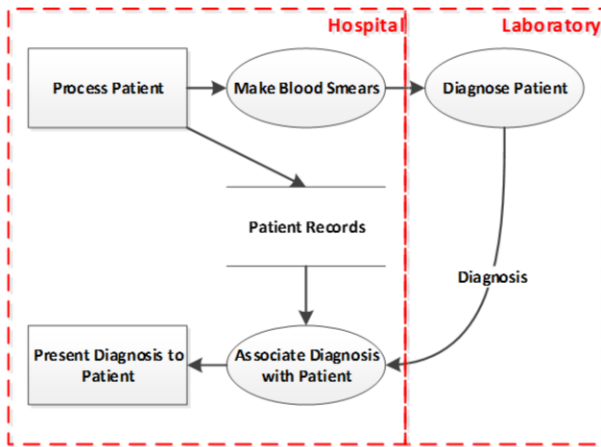 Hospital
Laboratory
Process Patient
Make Blood Smears
Diagnose Patient
Patient Records
Diagnosis
Present Diagnosis to
Patient
Associate Diagnosis
with Patient